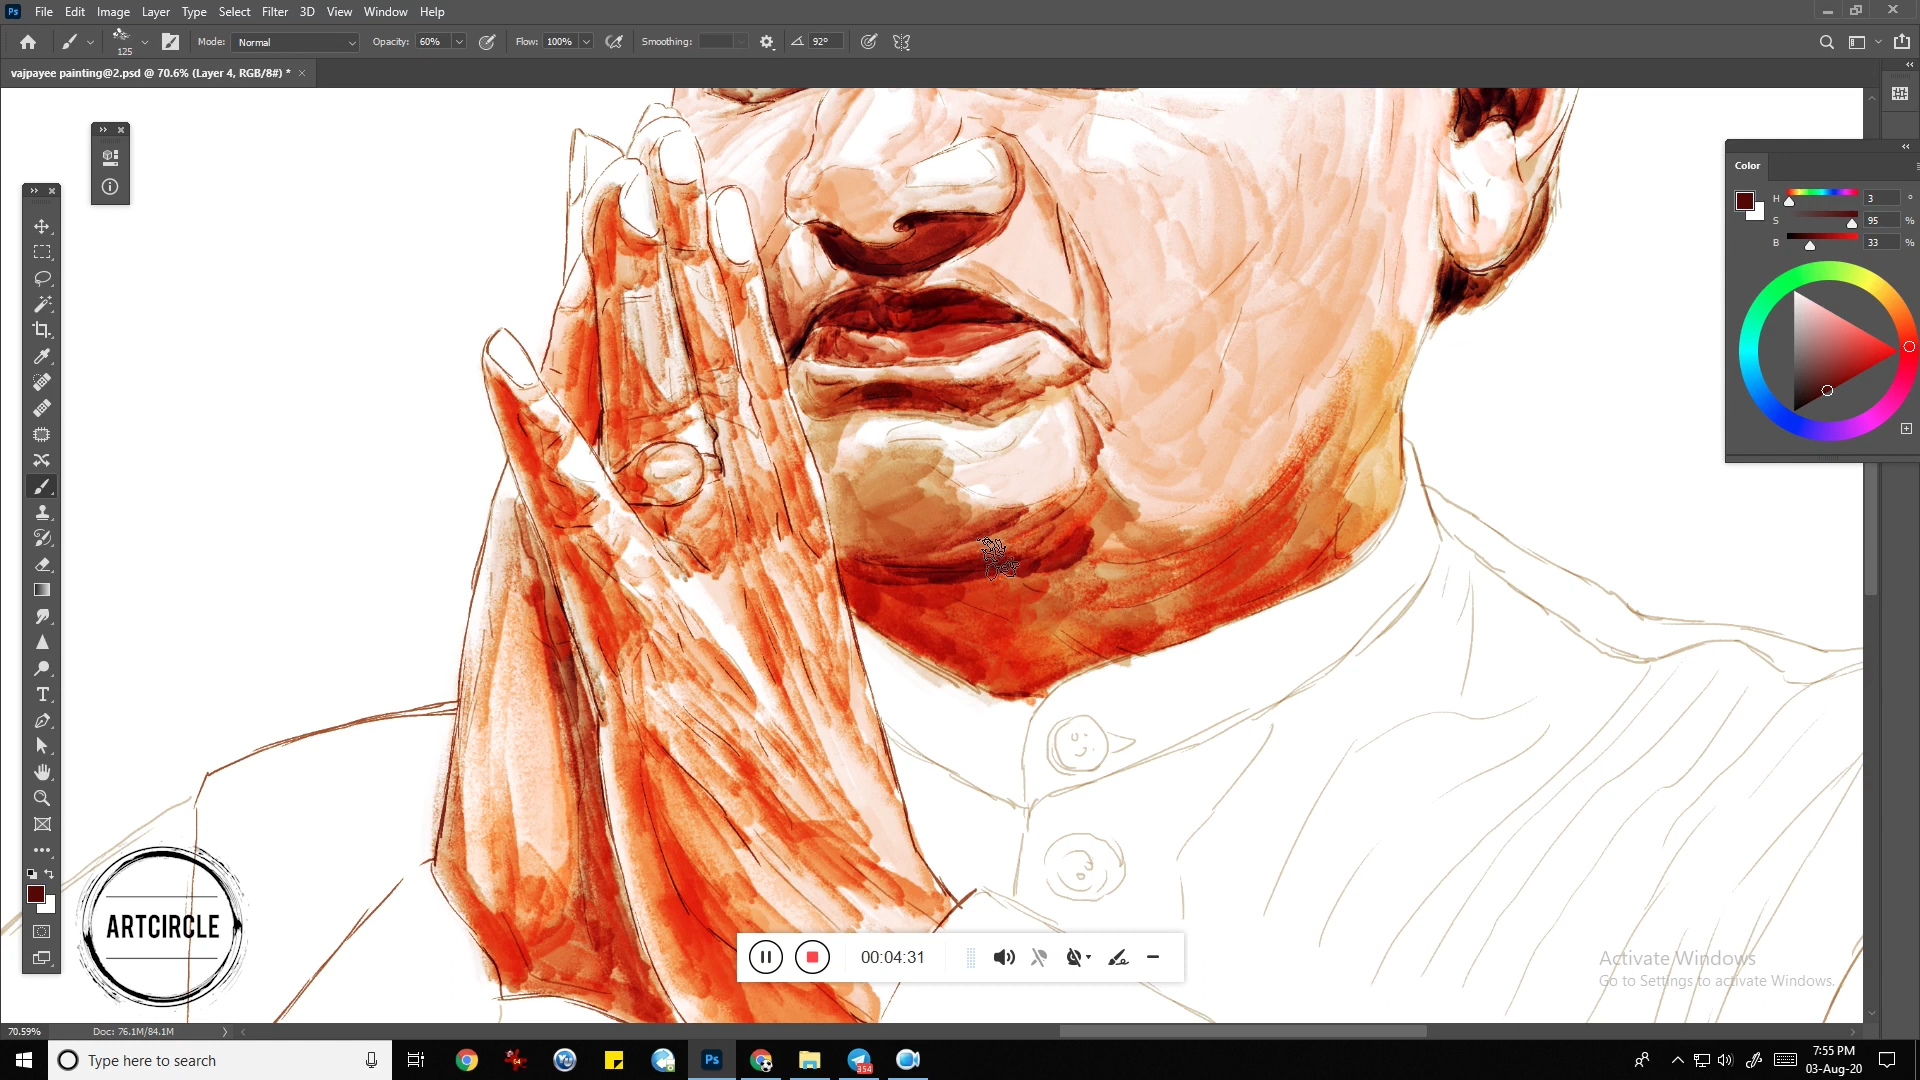 Ps File Edit Image Layer Type Select Filter 3D View Window Help
125 Mode: Normal Opacity: 60% Flow: 100% Smoothing: 92°
vajpayee painting@2.psd @ 70.6% (Layer 4, RGB/8#) * ×
Color
H 3 °
S 95 %
B 33 %
ARTCIRCLE
00:04:31
Activate Windows
Go to Settings to activate Windows.
70.59% Doc: 76.1M/84.1M
Type here to search
64
Ps
354
7:55 PM
03-Aug-20